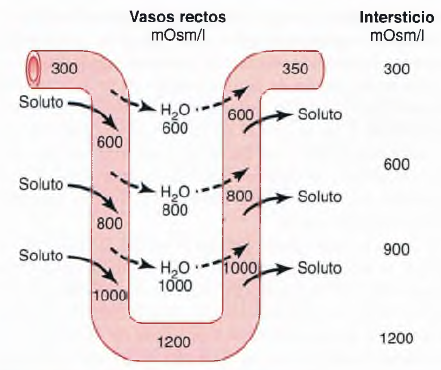 Vasos rectos
mOsm/l
Intersticio
mOsm/l
300
350
300
Soluto
H2O
600
600
Soluto
600
600
Soluto
H2O
800
800
Soluto
800
900
Soluto
H2O
1000
1000
Soluto
1000
1200
1200